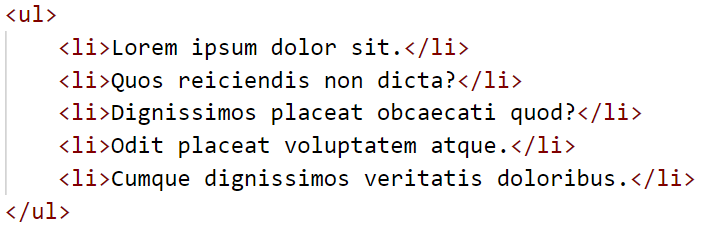 <ul>
    <li>Lorem ipsum dolor sit.</li>
    <li>Quos reiciendis non dicta?</li>
    <li>Dignissimos placeat obcaecati quod?</li>
    <li>Odit placeat voluptatem atque.</li>
    <li>Cumque dignissimos veritatis doloribus.</li>
</ul>